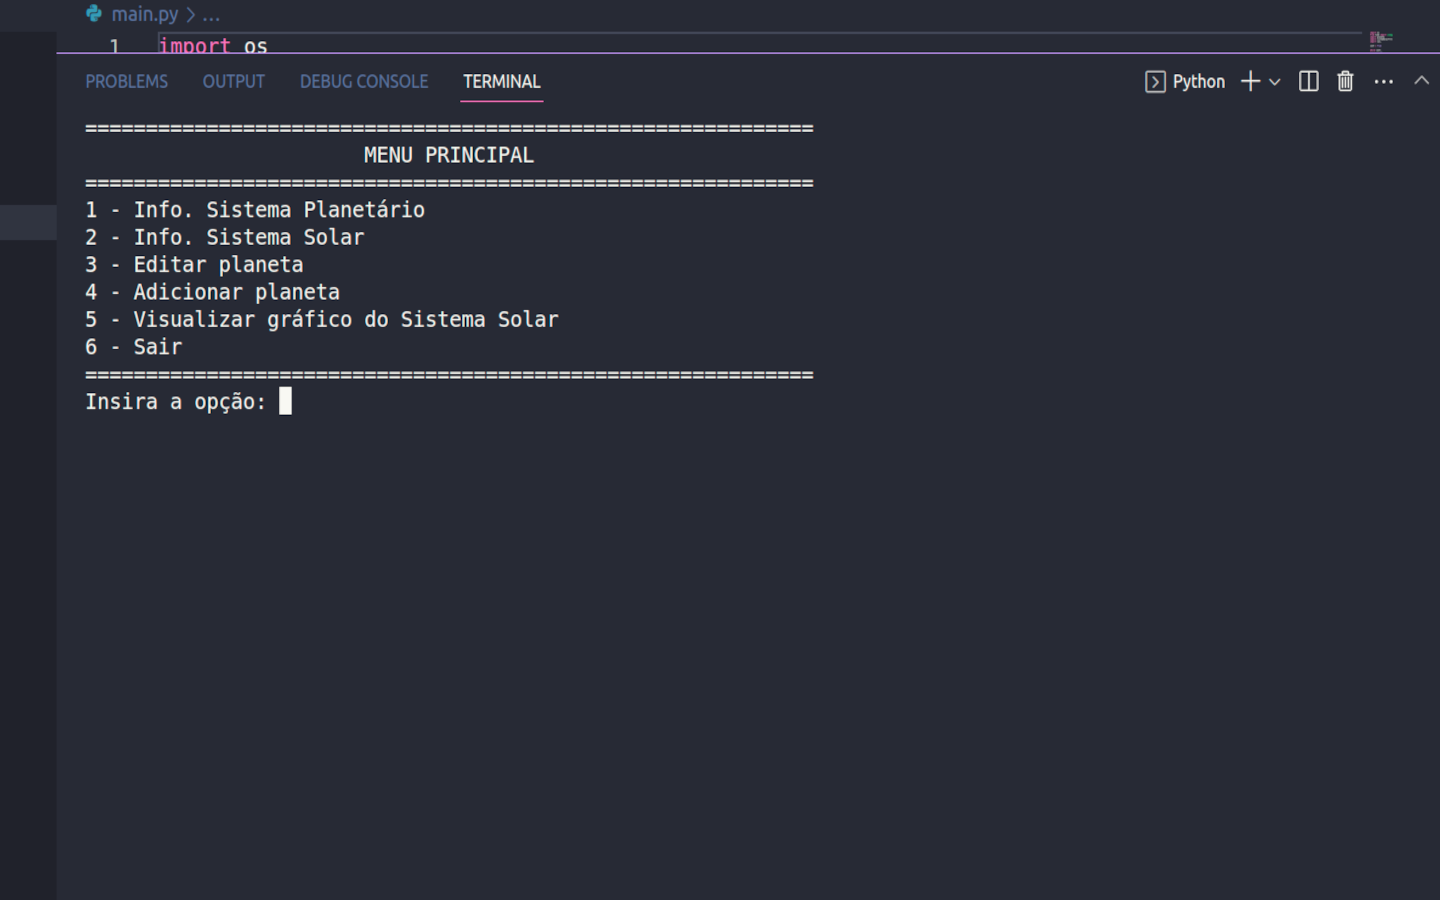 main.py > ...
1 import os
PROBLEMS OUTPUT DEBUG CONSOLE TERMINAL Python
============================================================
MENU PRINCIPAL
============================================================
1 - Info. Sistema Planetário
2 - Info. Sistema Solar
3 - Editar planeta
4 - Adicionar planeta
5 - Visualizar gráfico do Sistema Solar
6 - Sair
============================================================
Insira a opção: